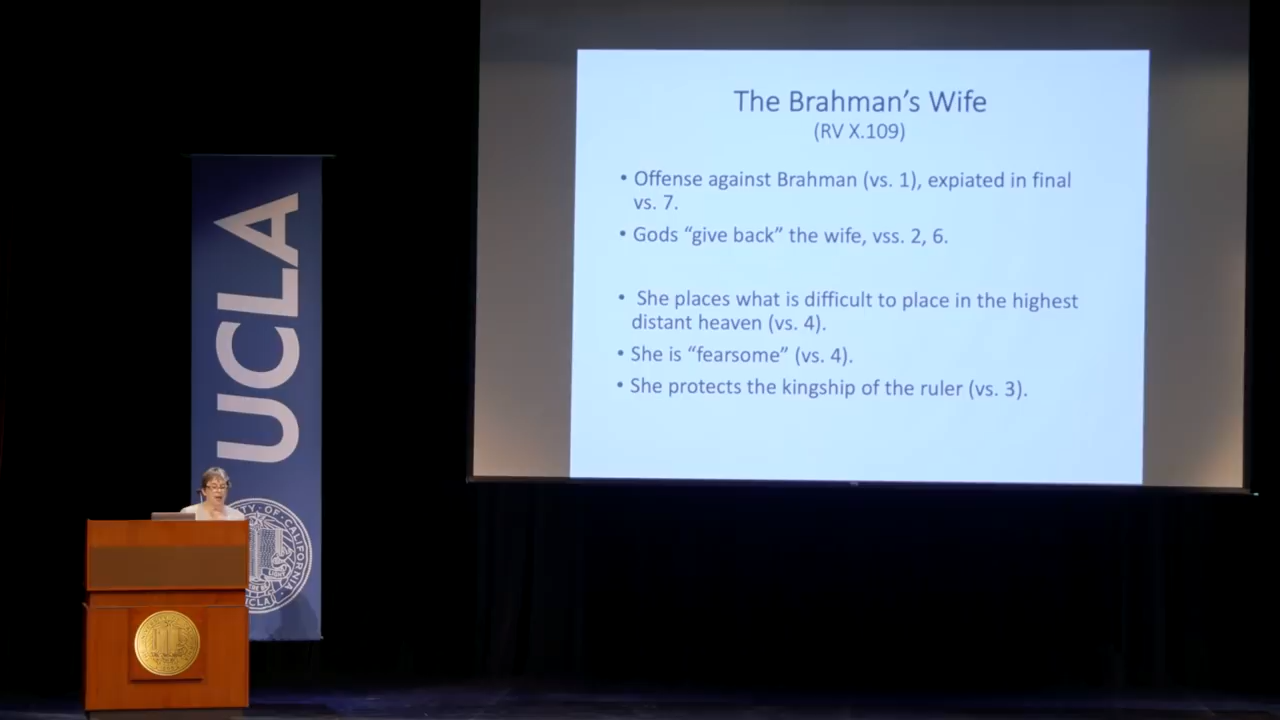 The Brahman’s Wife
(RV X.109)
• Offense against Brahman (vs. 1), expiated in final
vs. 7.
• Gods “give back” the wife, vss. 2, 6.
• She places what is difficult to place in the highest
distant heaven (vs. 4).
• She is “fearsome” (vs. 4).
• She protects the kingship of the ruler (vs. 3).
UCLA